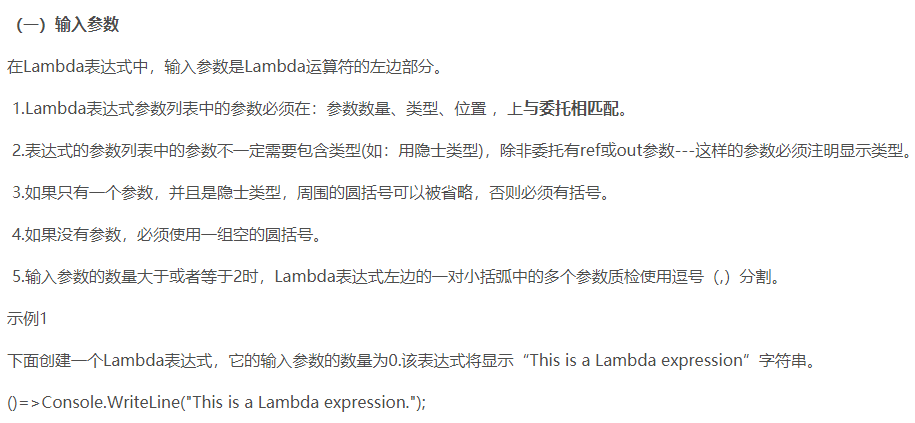 （一）输入参数
在Lambda表达式中，输入参数是Lambda运算符的左边部分。
1.Lambda表达式参数列表中的参数必须在：参数数量、类型、位置 ，上与委托相匹配。
2.表达式的参数列表中的参数不一定需要包含类型(如：用隐士类型)，除非委托有ref或out参数---这样的参数必须注明显示类型。
3.如果只有一个参数，并且是隐士类型，周围的圆括号可以被省略，否则必须有括号。
4.如果没有参数，必须使用一组空的圆括号。
5.输入参数的数量大于或者等于2时，Lambda表达式左边的一对小括弧中的多个参数质检使用逗号（,）分割。
示例1
下面创建一个Lambda表达式，它的输入参数的数量为0.该表达式将显示“This is a Lambda expression”字符串。
()=>Console.WriteLine("This is a Lambda expression.");